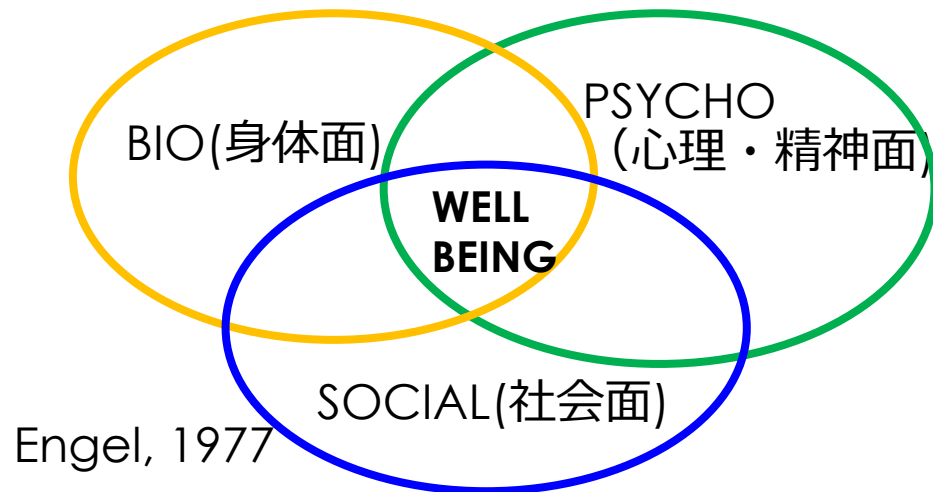 BIO(身体面)
PSYCHO
（心理・精神面)
WELL
BEING
SOCIAL(社会面)
Engel, 1977